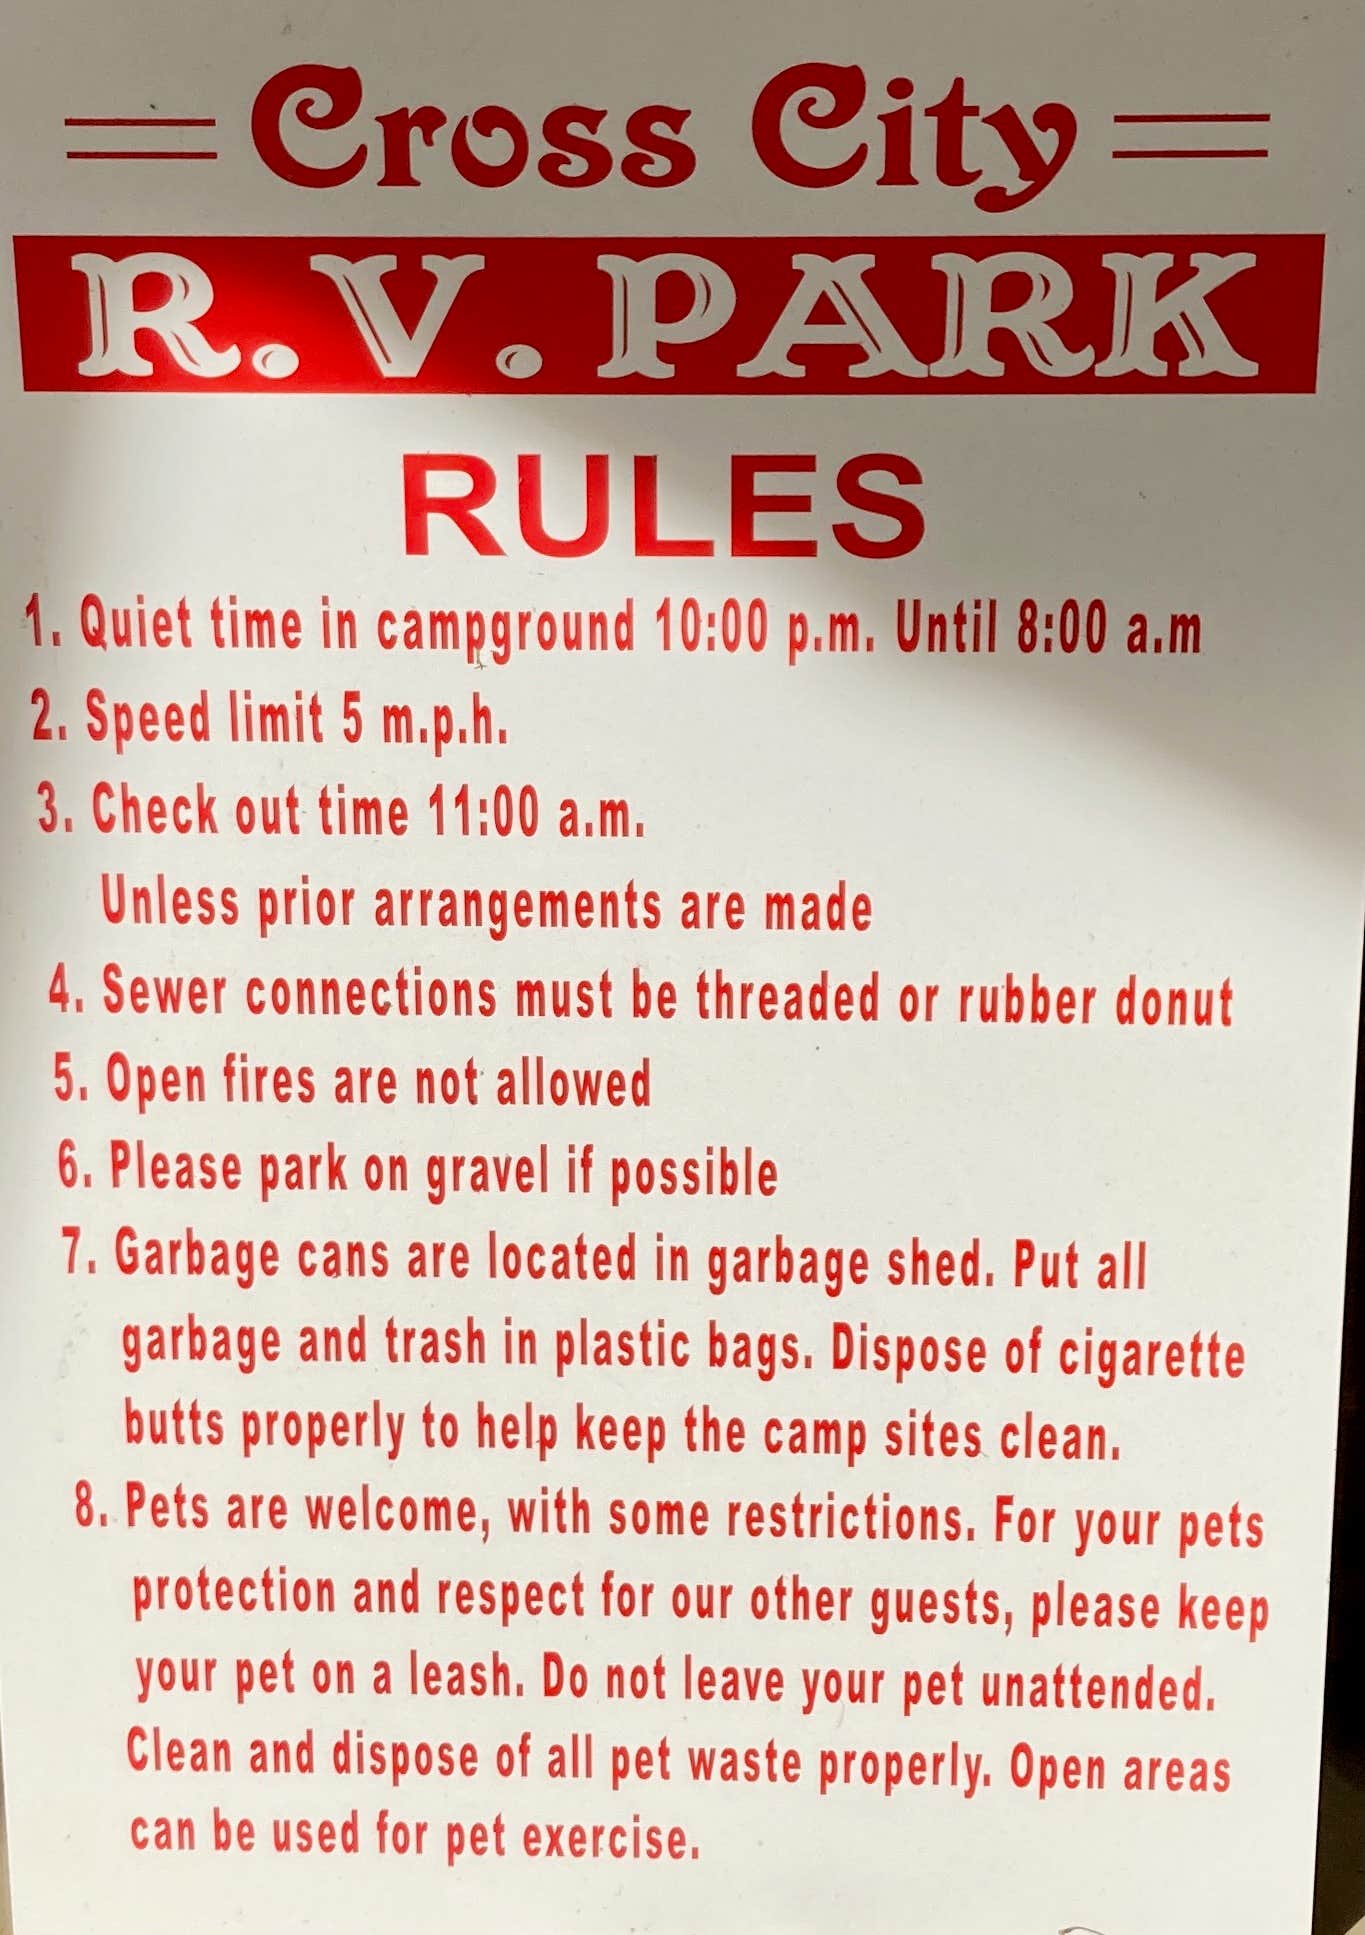 Cross City
R.V. PARK
RULES
1. Quiet time in campground 10:00 p.m. Until 8:00 a.m
2. Speed limit 5 m.p.h.
3. Check out time 11:00 a.m.
Unless prior arrangements are made
4. Sewer connections must be threaded or rubber donut
5. Open fires are not allowed
6. Please park on gravel if possible
7. Garbage cans are located in garbage shed. Put all
garbage and trash in plastic bags. Dispose of cigarette
butts properly to help keep the camp sites clean.
8. Pets are welcome, with some restrictions. For your pets
protection and respect for our other guests, please keep
your pet on a leash. Do not leave your pet unattended.
Clean and dispose of all pet waste properly. Open areas
can be used for pet exercise.